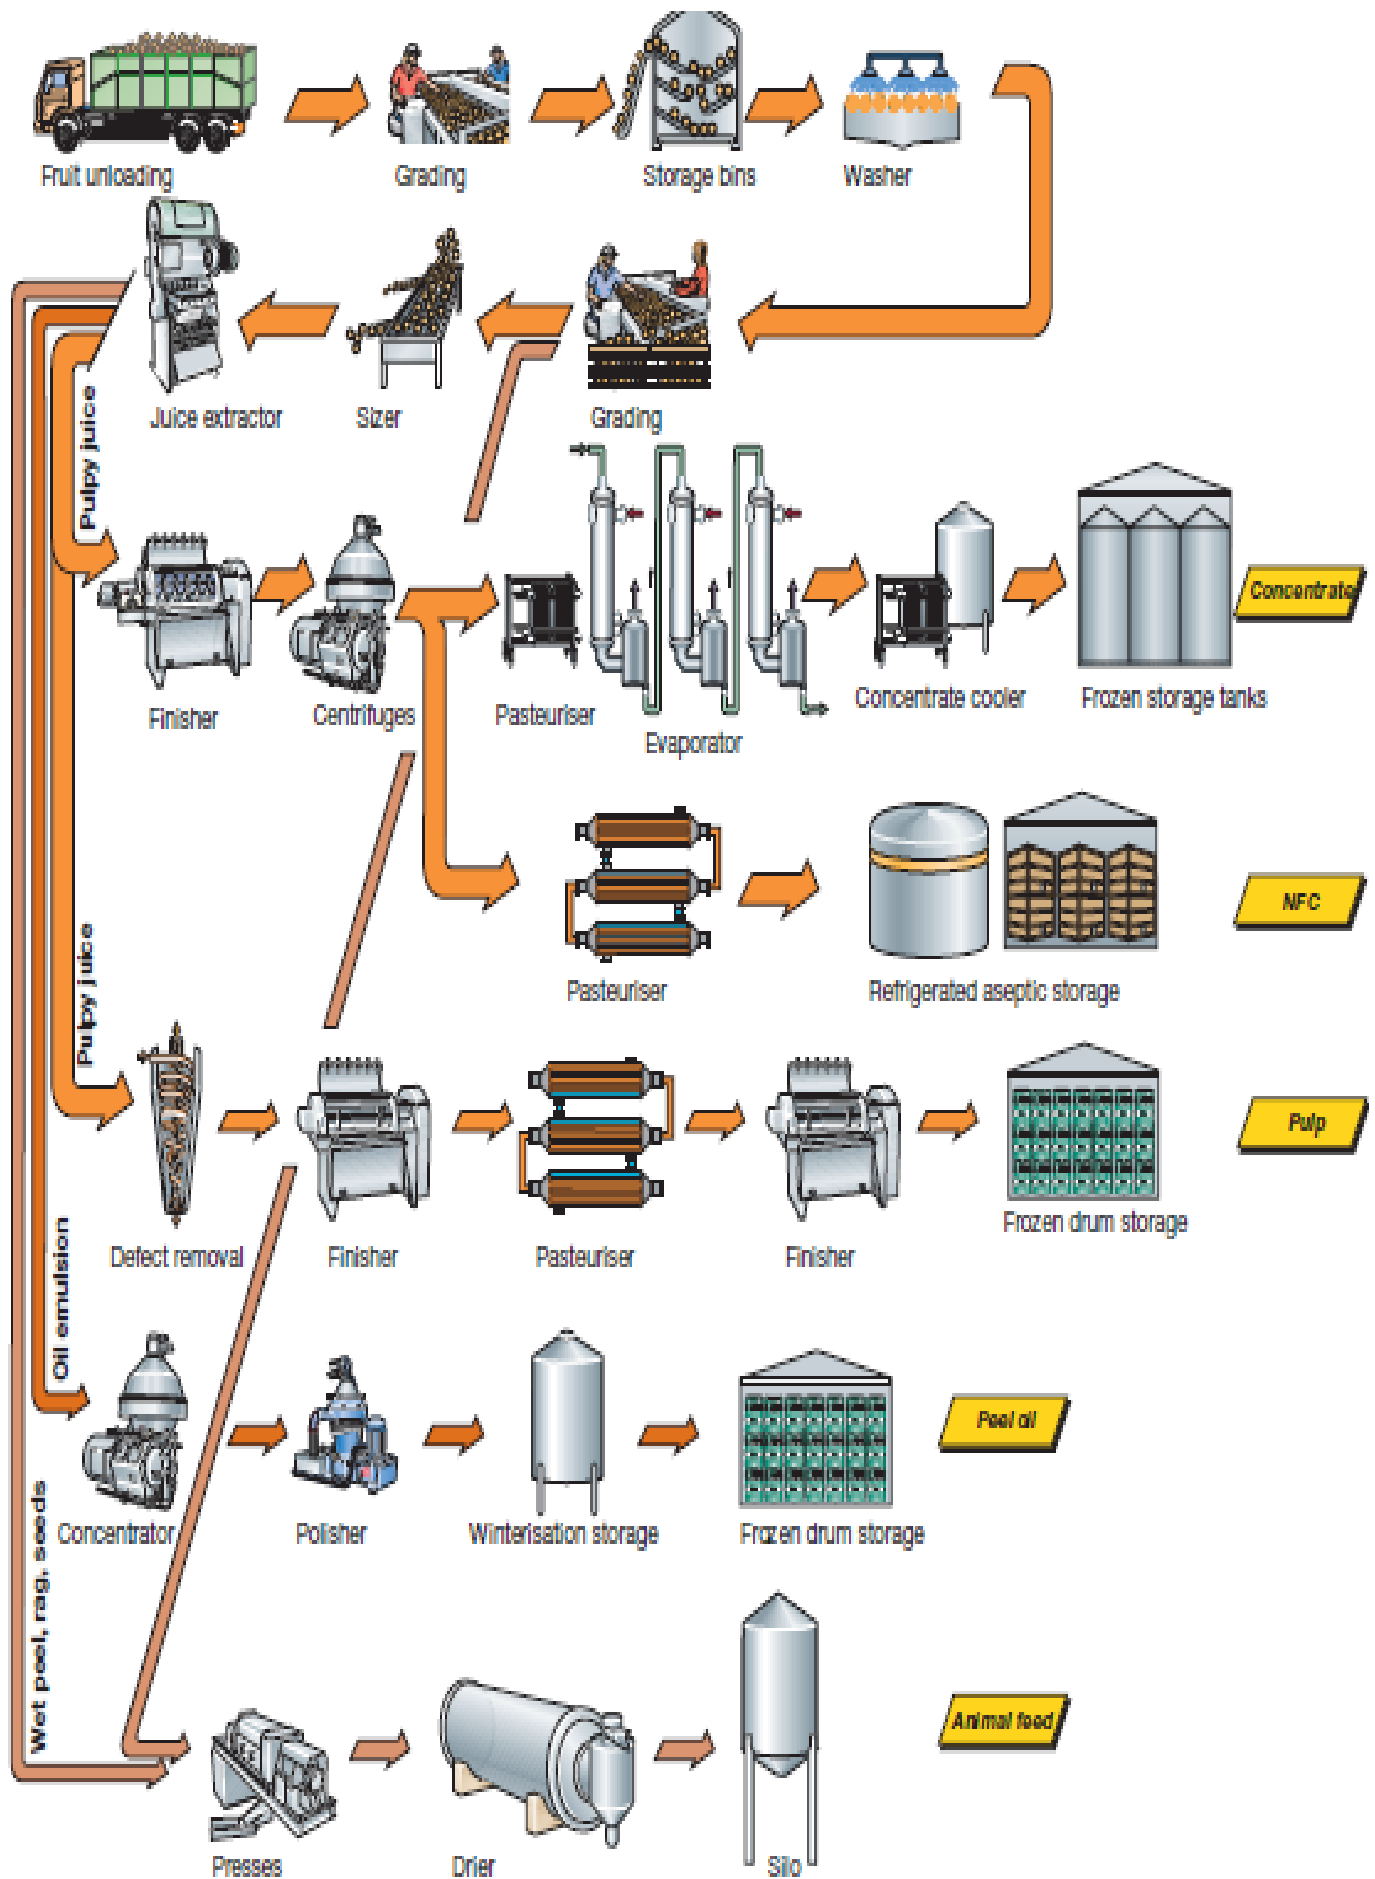 Fruit unloading
Grading
Storage bins
Washer
Juice extractor
Sizer
Grading
Pulpy juice
Finisher
Centrifuges
Pasteuriser
Evaporator
Concentrate cooler
Frozen storage tanks
Concentrate
Pasteuriser
Refrigerated aseptic storage
NFC
Pulpy juice
Defect removal
Finisher
Pasteuriser
Finisher
Frozen drum storage
Pulp
Oil emulsion
Concentrator
Polisher
Winterisation storage
Frozen drum storage
Peel oil
Wet peel, rag, seeds
Presses
Drier
Silo
Animal feed